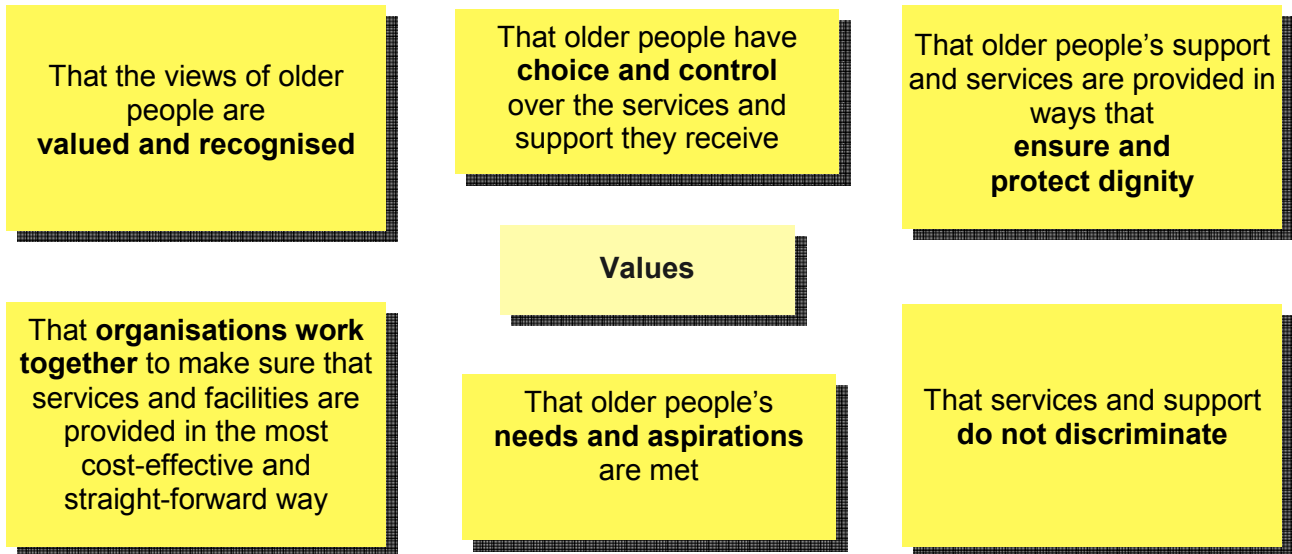 That the views of older
people are
valued and recognised
That older people have
choice and control
over the services and
support they receive
That older people’s support
and services are provided in
ways that
ensure and
protect dignity
Values
That organisations work
together to make sure that
services and facilities are
provided in the most
cost-effective and
straight-forward way
That older people’s
needs and aspirations
are met
That services and support
do not discriminate